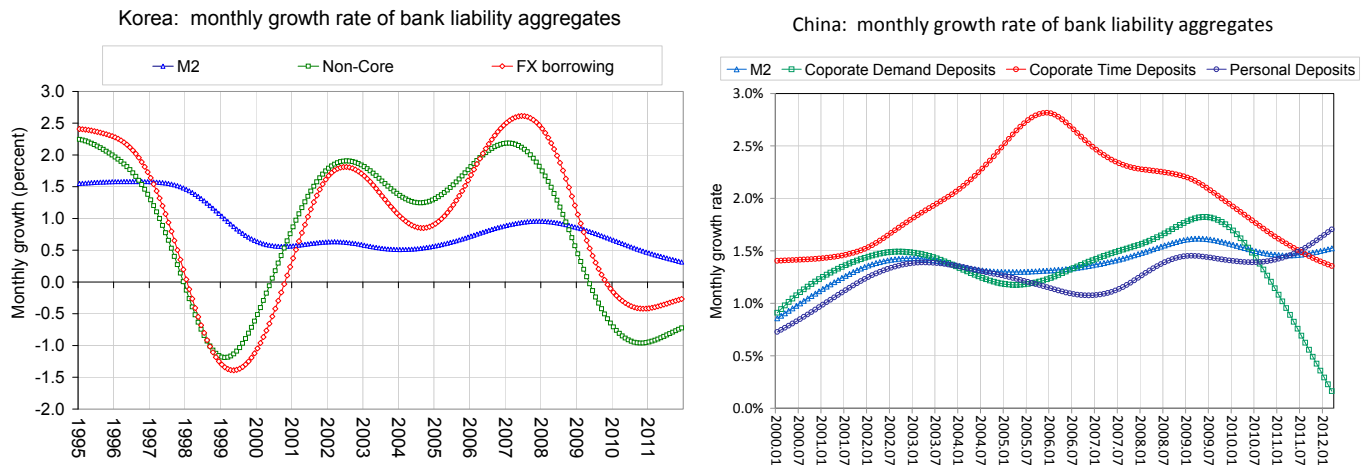 Korea: monthly growth rate of bank liability aggregates
M2 Non-Core FX borrowing
Monthly growth (percent)
3.0
2.5
2.0
1.5
1.0
0.5
0.0
-0.5
-1.0
-1.5
-2.0
1995 1996 1997 1998 1999 2000 2001 2002 2003 2004 2005 2006 2007 2008 2009 2010 2011
China: monthly growth rate of bank liability aggregates
M2 Coporate Demand Deposits Coporate Time Deposits Personal Deposits
Monthly growth rate
3.0%
2.5%
2.0%
1.5%
1.0%
0.5%
0.0%
2000.01 2000.07 2001.01 2001.07 2002.01 2002.07 2003.01 2003.07 2004.01 2004.07 2005.01 2005.07 2006.01 2006.07 2007.01 2007.07 2008.01 2008.07 2009.01 2009.07 2010.01 2010.07 2011.01 2011.07 2012.01